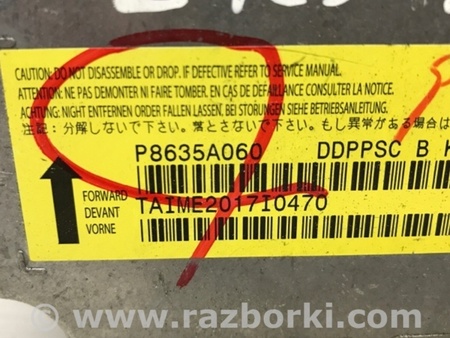 CAUTION: DO NOT DISASSEMBLE OR DROP. IF DEFECTIVE REFER TO SERVICE MANUAL.
ATTENTION: NE PAS DEMONTER NI FAIRE TOMBER. EN CAS DE DEFAILLANCE CONSULTER LA NOTICE.
ACHTUNG: NIGHT ENTFERNEN ODER FALLEN LASSEN. BEI STORUNGEN SIEHE BETRIEBSANLEITUNG.
注記: 分解しないで下さい。落とさないで下さい。もし異常がある場合は
P8635A060 DDPPSC B
FORWARD
DEVANT
VORNE
TAIME201710470
www.razborki.com